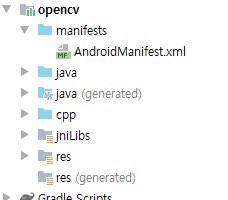 opencv
manifests
MF AndroidManifest.xml
java
java (generated)
cpp
jniLibs
res
res (generated)
Gradle Scripts